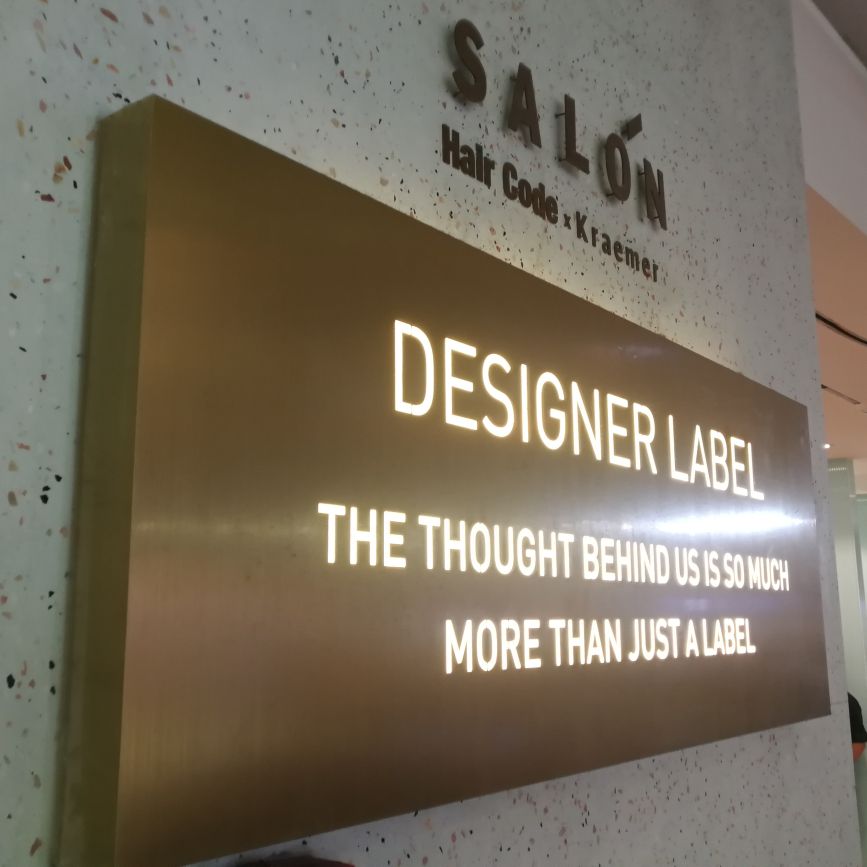 SALÓN
Hair Code x Kraemer
DESIGNER LABEL
THE THOUGHT BEHIND US IS SO MUCH
MORE THAN JUST A LABEL